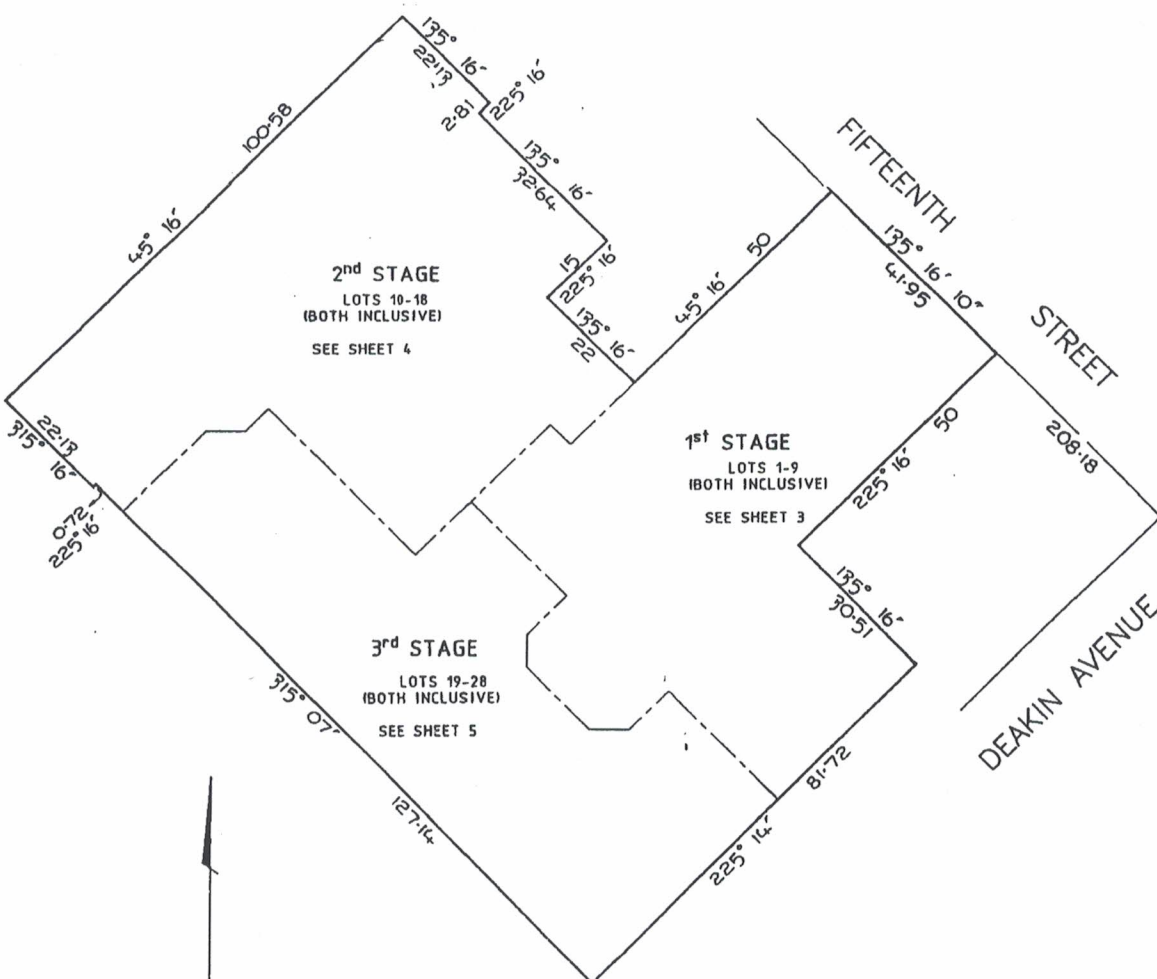 135° 16´
22·13
225° 16´
2·81
100·58
45° 16´
135° 16´
32·64
15
225° 16´
135° 16´
22
45° 16´
50
FIFTEENTH
STREET
135° 16´ 10˝
41·95
208·18
50
225° 16´
DEAKIN AVENUE
2nd STAGE
LOTS 10-18
(BOTH INCLUSIVE)
SEE SHEET 4
1st STAGE
LOTS 1-9
(BOTH INCLUSIVE)
SEE SHEET 3
22·13
315° 16´
0·72
225° 16´
135° 16´
30·51
3rd STAGE
LOTS 19-28
(BOTH INCLUSIVE)
SEE SHEET 5
315° 07´
127·14
81·72
225° 14´